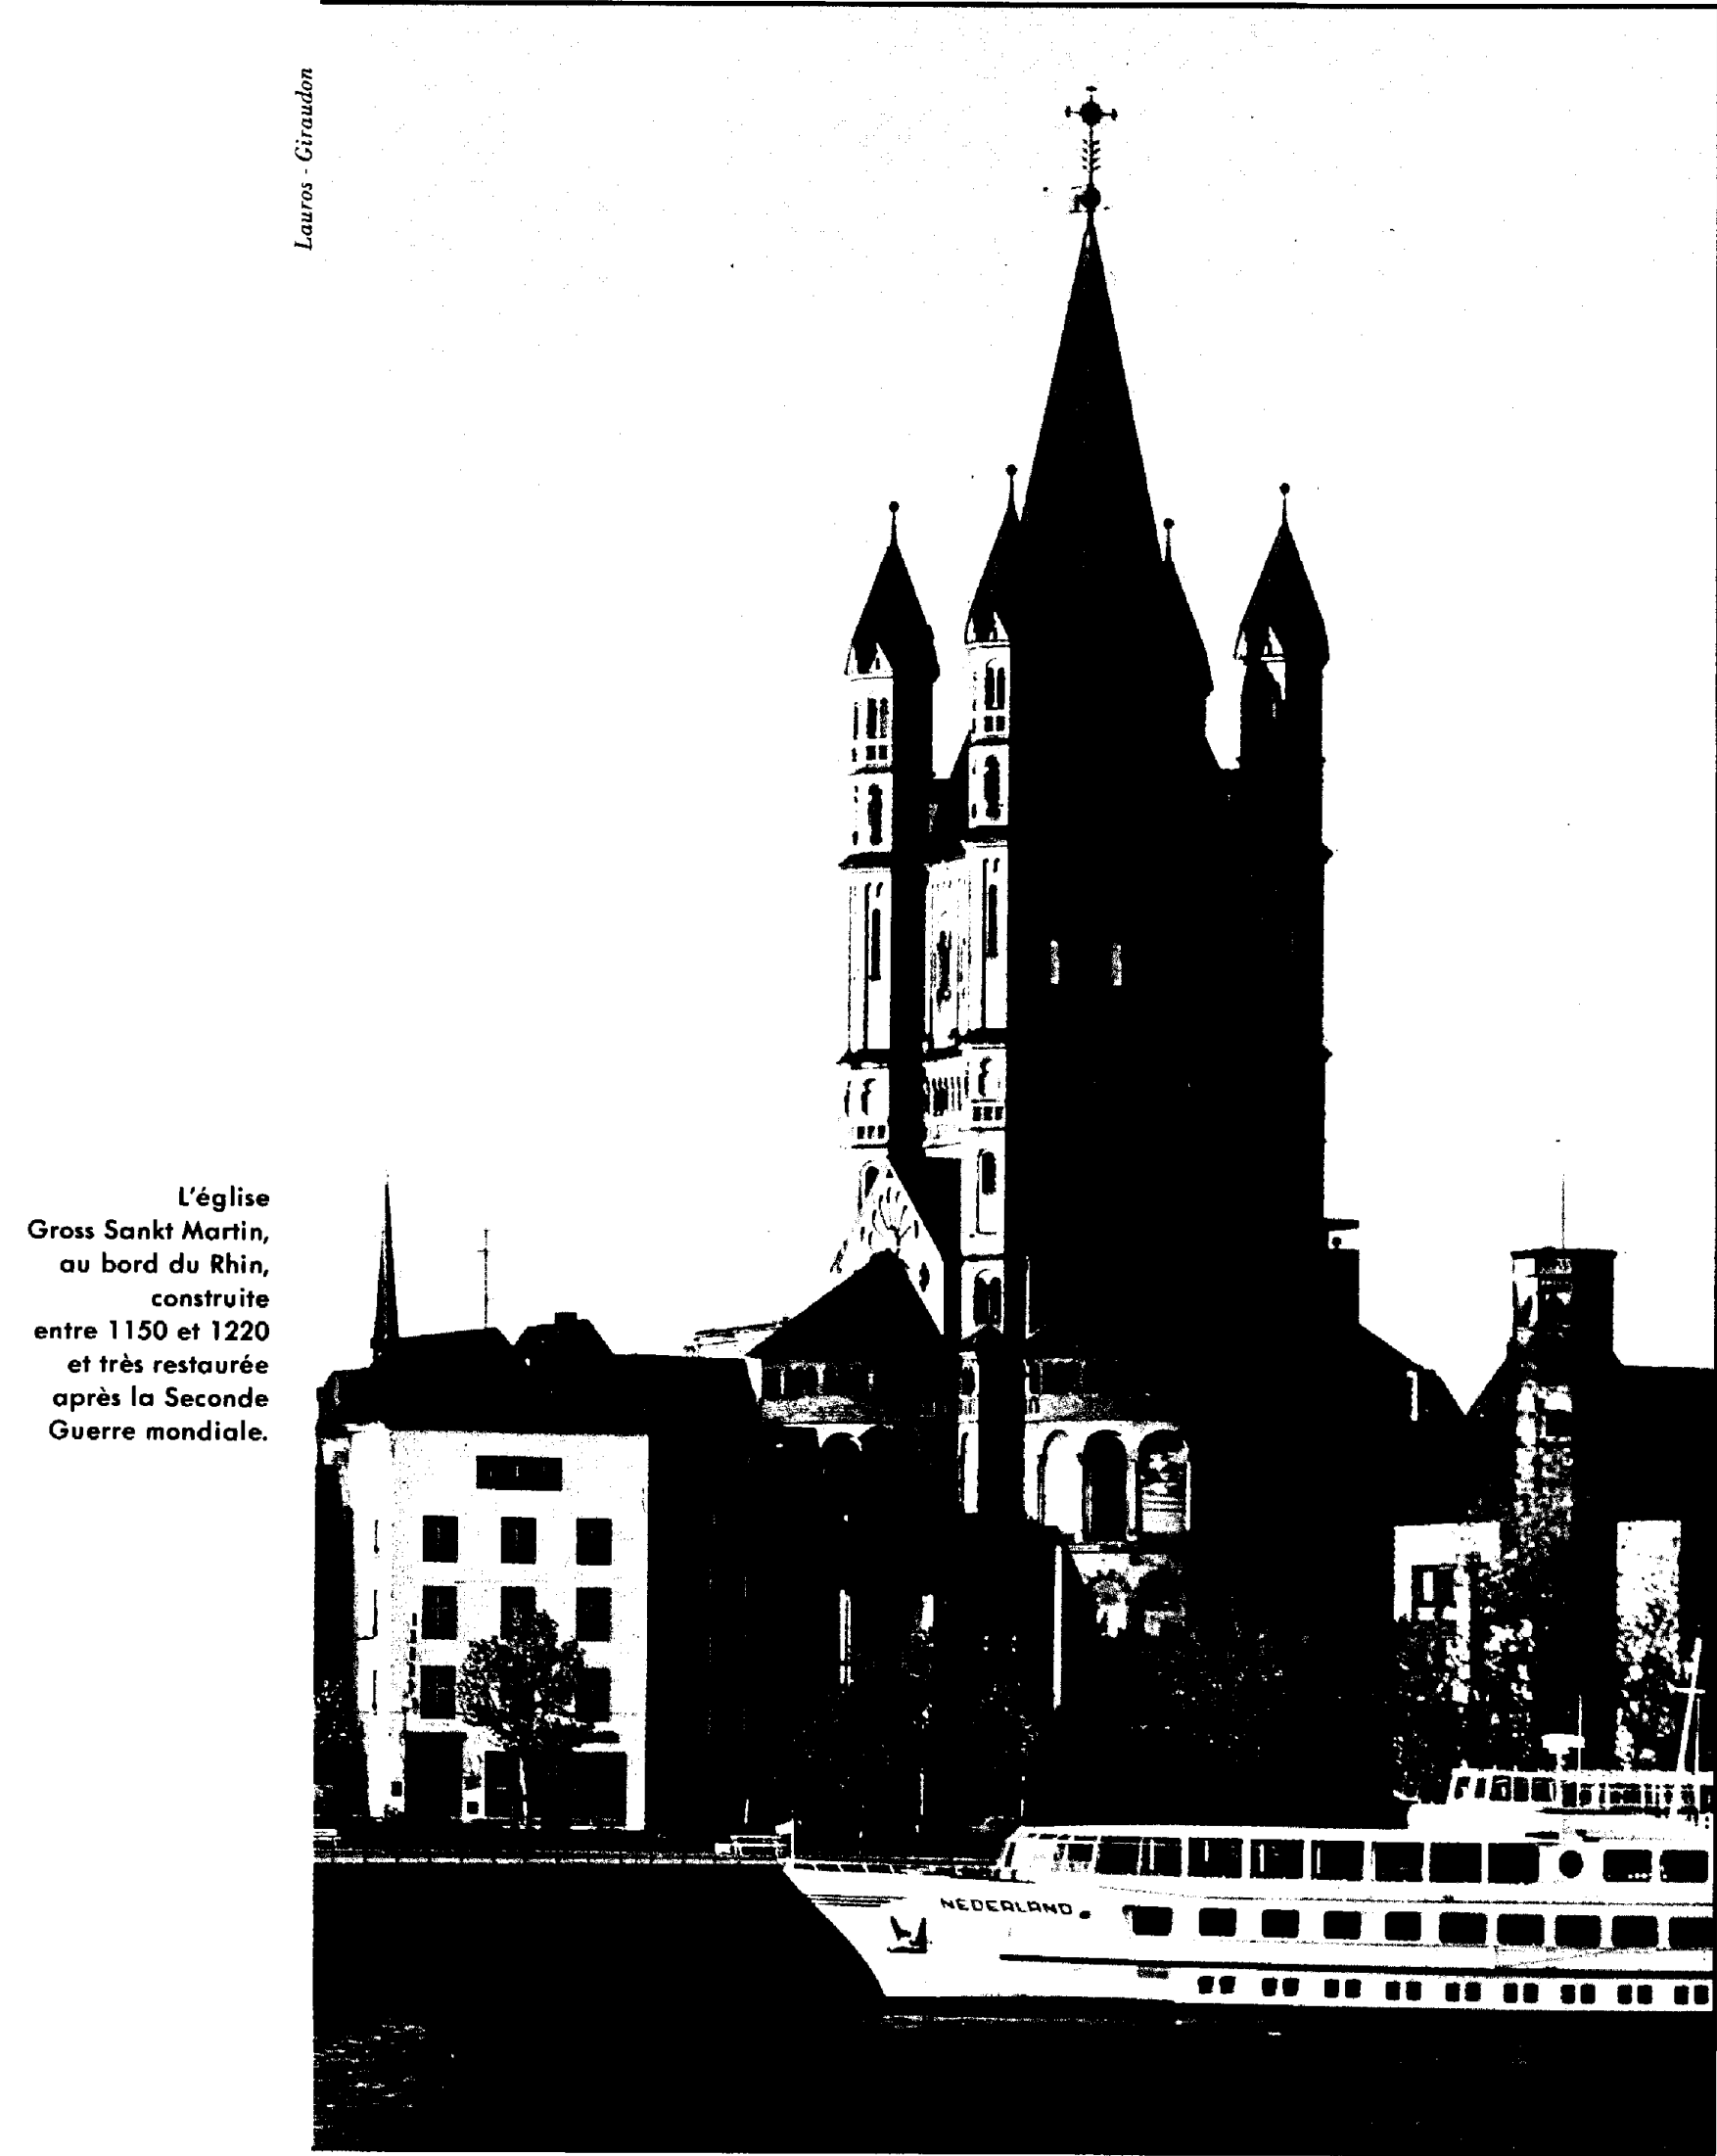 Lauros - Giraudon
L'église
Gross Sankt Martin,
au bord du Rhin,
construite
entre 1150 et 1220
et très restaurée
après la Seconde
Guerre mondiale.
NEDERLAND